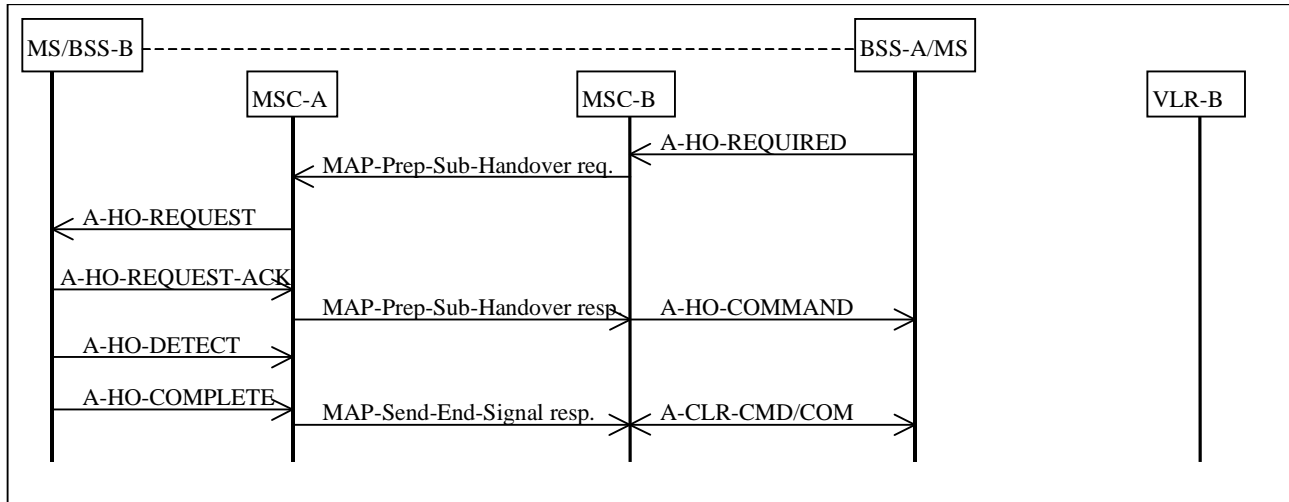 MS/BSS-B
BSS-A/MS
MSC-A
MSC-B
VLR-B
A-HO-REQUIRED
MAP-Prep-Sub-Handover req.
A-HO-REQUEST
A-HO-REQUEST-ACK
MAP-Prep-Sub-Handover resp.
A-HO-COMMAND
A-HO-DETECT
A-HO-COMPLETE
MAP-Send-End-Signal resp.
A-CLR-CMD/COM